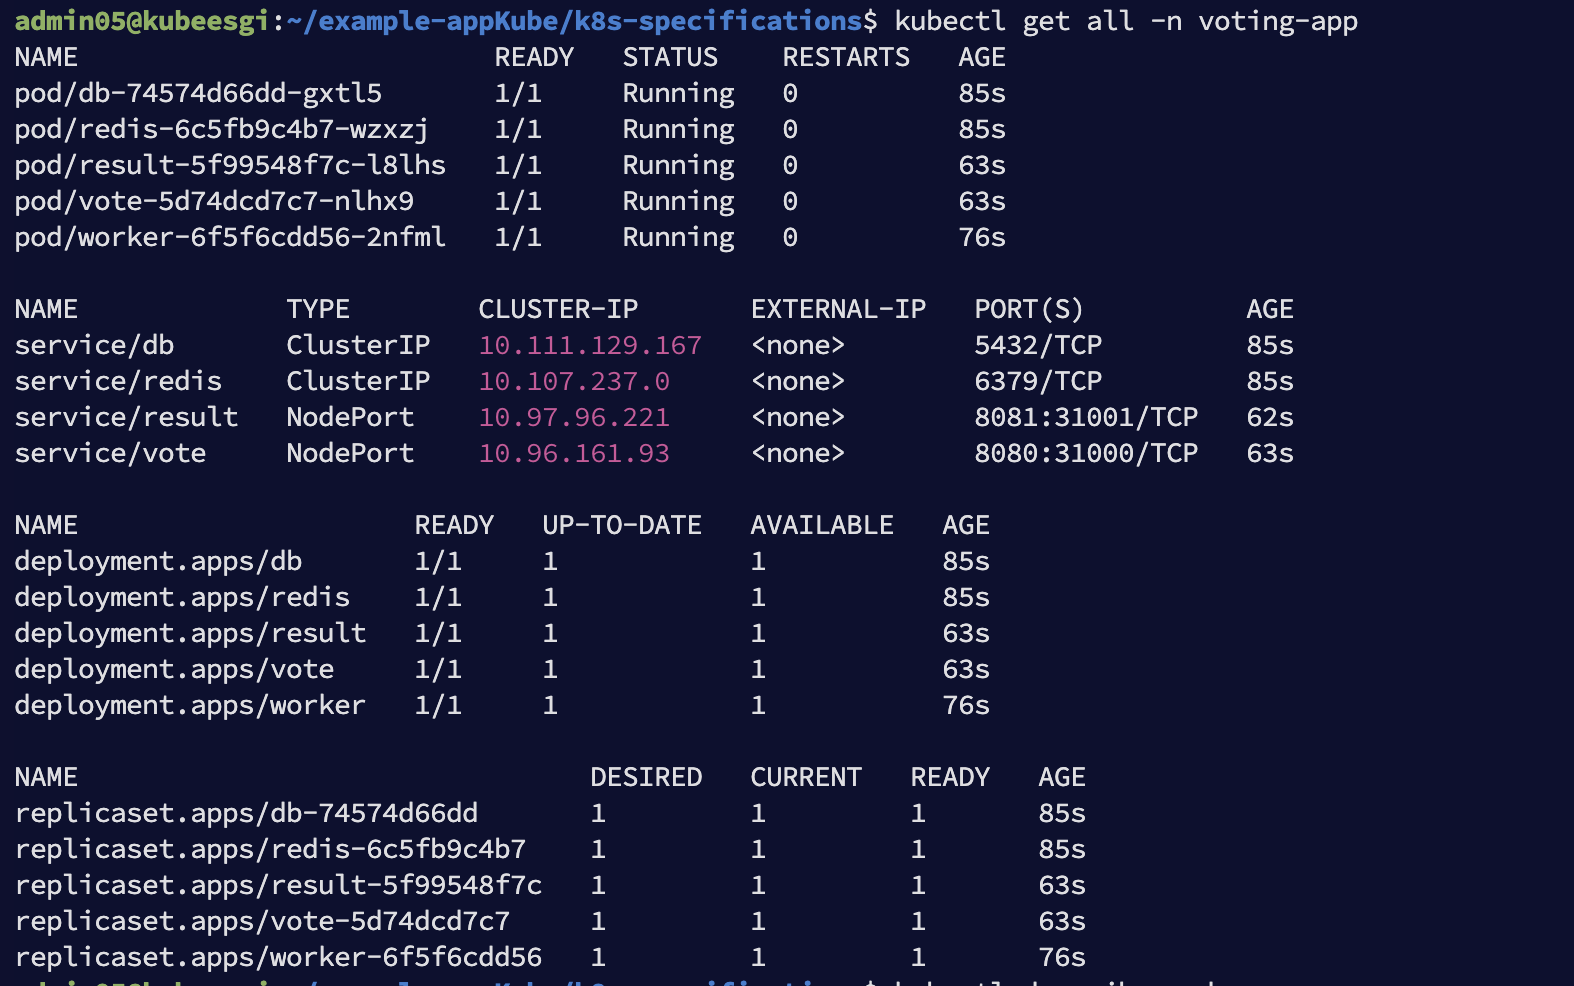 admin05@kubeesgi:~/example-appKube/k8s-specifications$ kubectl get all -n voting-app
NAME READY STATUS RESTARTS AGE
pod/db-74574d66dd-gxtl5 1/1 Running 0 85s
pod/redis-6c5fb9c4b7-wzxzj 1/1 Running 0 85s
pod/result-5f99548f7c-l8lhs 1/1 Running 0 63s
pod/vote-5d74dcd7c7-nlhx9 1/1 Running 0 63s
pod/worker-6f5f6cdd56-2nfml 1/1 Running 0 76s
NAME TYPE CLUSTER-IP EXTERNAL-IP PORT(S) AGE
service/db ClusterIP 10.111.129.167 <none> 5432/TCP 85s
service/redis ClusterIP 10.107.237.0 <none> 6379/TCP 85s
service/result NodePort 10.97.96.221 <none> 8081:31001/TCP 62s
service/vote NodePort 10.96.161.93 <none> 8080:31000/TCP 63s
NAME READY UP-TO-DATE AVAILABLE AGE
deployment.apps/db 1/1 1 1 85s
deployment.apps/redis 1/1 1 1 85s
deployment.apps/result 1/1 1 1 63s
deployment.apps/vote 1/1 1 1 63s
deployment.apps/worker 1/1 1 1 76s
NAME DESIRED CURRENT READY AGE
replicaset.apps/db-74574d66dd 1 1 1 85s
replicaset.apps/redis-6c5fb9c4b7 1 1 1 85s
replicaset.apps/result-5f99548f7c 1 1 1 63s
replicaset.apps/vote-5d74dcd7c7 1 1 1 63s
replicaset.apps/worker-6f5f6cdd56 1 1 1 76s